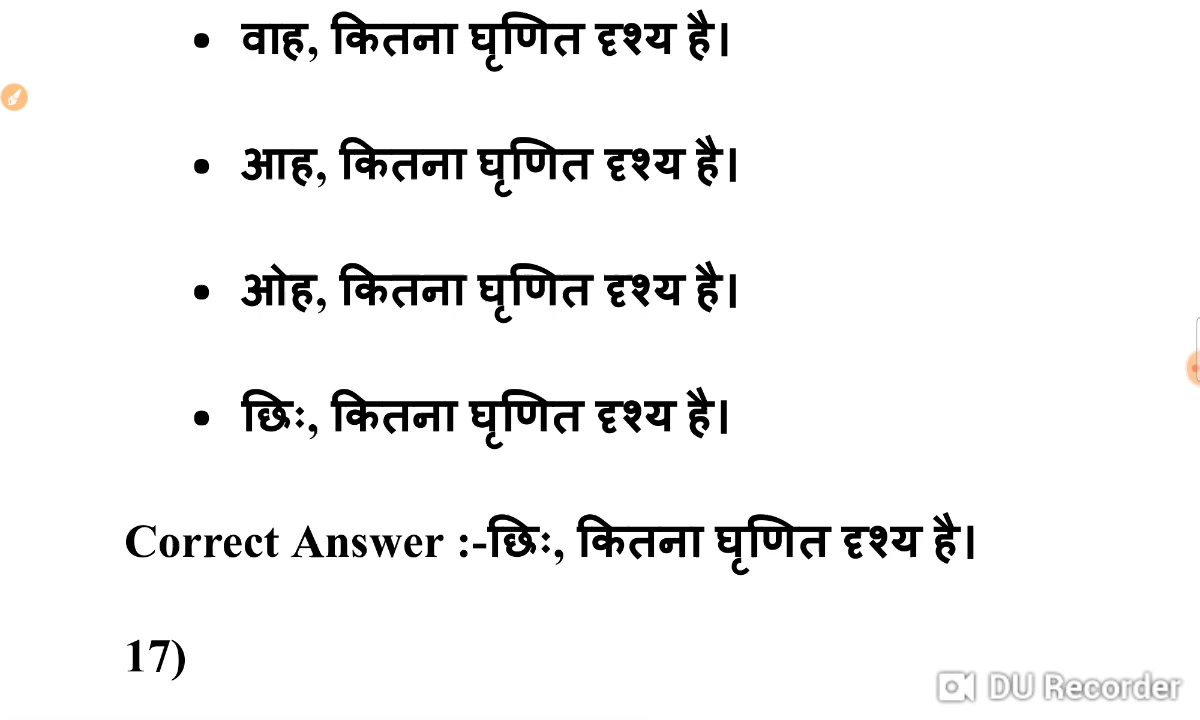 • वाह, कितना घृणित दृश्य है।
• आह, कितना घृणित दृश्य है।
• ओह, कितना घृणित दृश्य है।
• छिः, कितना घृणित दृश्य है।
Correct Answer :-छिः, कितना घृणित दृश्य है।
17)
DU Recorder